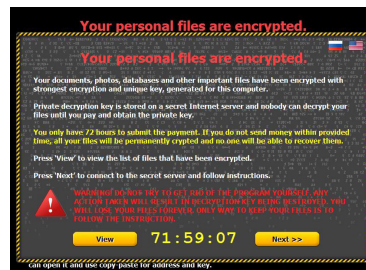 Your personal files are encrypted.
Your personal files are encrypted.
Your documents, photos, databases and other important files have been encrypted with
strongest encryption and unique key, generated for this computer.
Private decryption key is stored on a secret Internet server and nobody can decrypt your
files until you pay and obtain the private key.
You only have 72 hours to submit the payment. If you do not send money within provided
time, all your files will be permanently crypted and no one will be able to recover them.
Press 'View' to view the list of files that have been encrypted.
Press 'Next' to connect to the secret server and follow instructions.
WARNING! DO NOT TRY TO GET RID OF THE PROGRAM YOURSELF. ANY
ACTION TAKEN WILL RESULT IN DECRYPTION KEY BEING DESTROYED. YOU
WILL LOSE YOUR FILES FOREVER. ONLY WAY TO KEEP YOUR FILES IS TO
FOLLOW THE INSTRUCTION.
View 71:59:07 Next >>
can open it and use copy-paste for address and key.